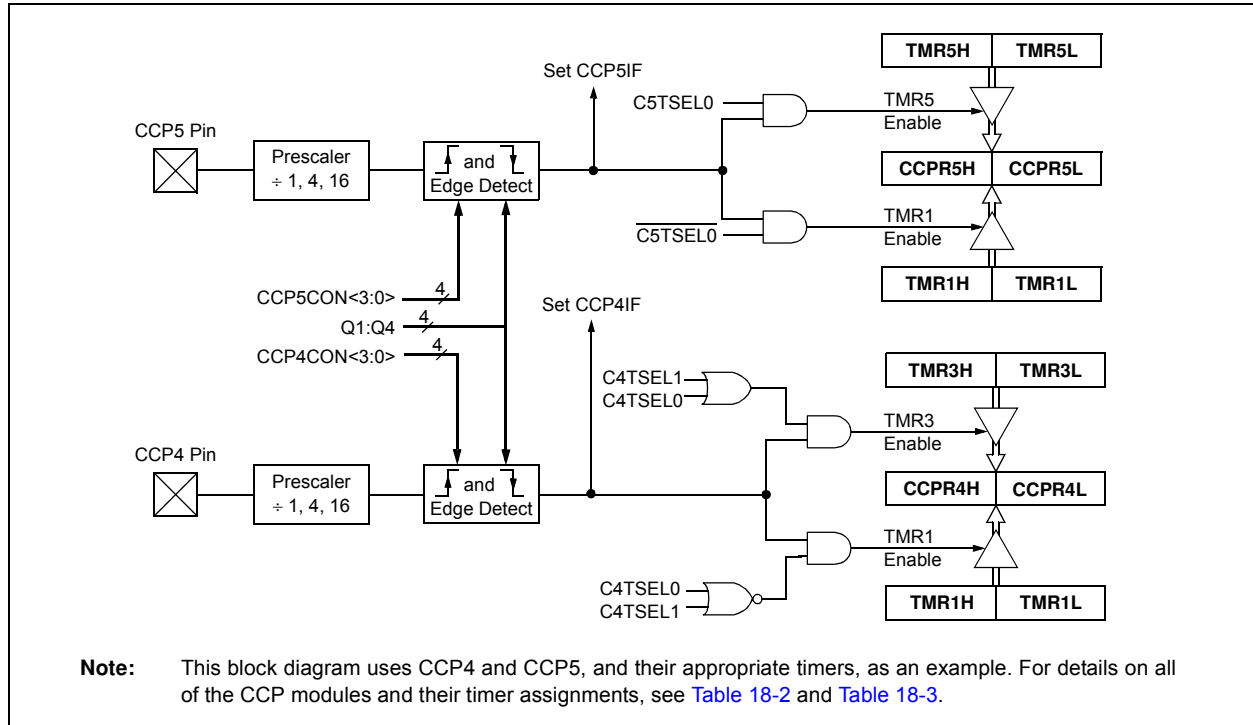 TMR5H TMR5L
Set CCP5IF
C5TSEL0
TMR5
Enable
CCP5 Pin
Prescaler
÷ 1, 4, 16
and
Edge Detect
CCPR5H CCPR5L
TMR1
Enable
C5TSEL0
TMR1H TMR1L
CCP5CON<3:0> 4
Q1:Q4 4
CCP4CON<3:0> 4
Set CCP4IF
TMR3H TMR3L
C4TSEL1
C4TSEL0
TMR3
Enable
CCP4 Pin
Prescaler
÷ 1, 4, 16
and
Edge Detect
CCPR4H CCPR4L
TMR1
Enable
C4TSEL0
C4TSEL1
TMR1H TMR1L
Note: This block diagram uses CCP4 and CCP5, and their appropriate timers, as an example. For details on all
of the CCP modules and their timer assignments, see Table 18-2 and Table 18-3.